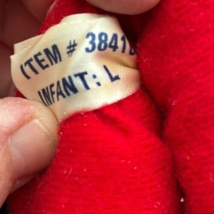 ITEM # 3841
INFANT: L